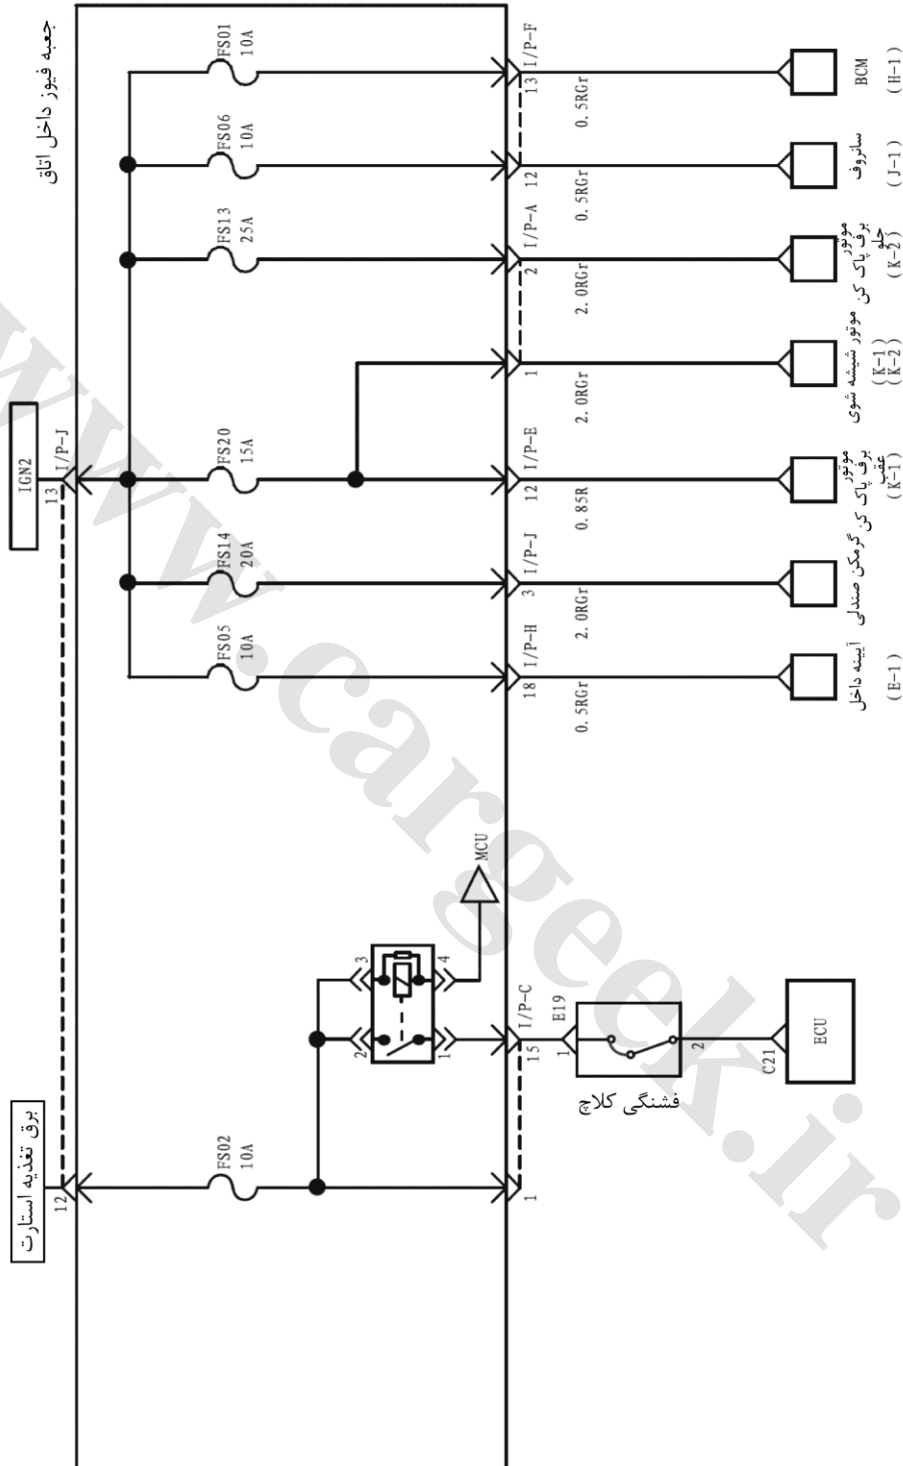 جعبه فیوز داخل اتاق
IGN2
13
I/P-J
برق تغذیه استارت
12
FS01
10A
FS06
10A
FS13
25A
FS20
15A
FS14
20A
FS05
10A
FS02
10A
I/P-F
13
12
I/P-A
2
1
I/P-E
12
I/P-J
3
I/P-H
18
I/P-C
15
1
0.5RGr
0.5RGr
2.0RGr
2.0RGr
0.85R
2.0RGr
0.5RGr
BCM
(H-1)
سانروف
(J-1)
موتور
برف پاک کن
جلو
(K-2)
موتور شیشه شوی
(K-1)
(K-2)
موتور
برف پاک کن
عقب
(K-1)
گرمکن صندلی
آیینه داخل
(E-1)
MCU
3
4
2
1
E19
1
2
فشنگی کلاچ
C21
ECU
www.cargeek.ir